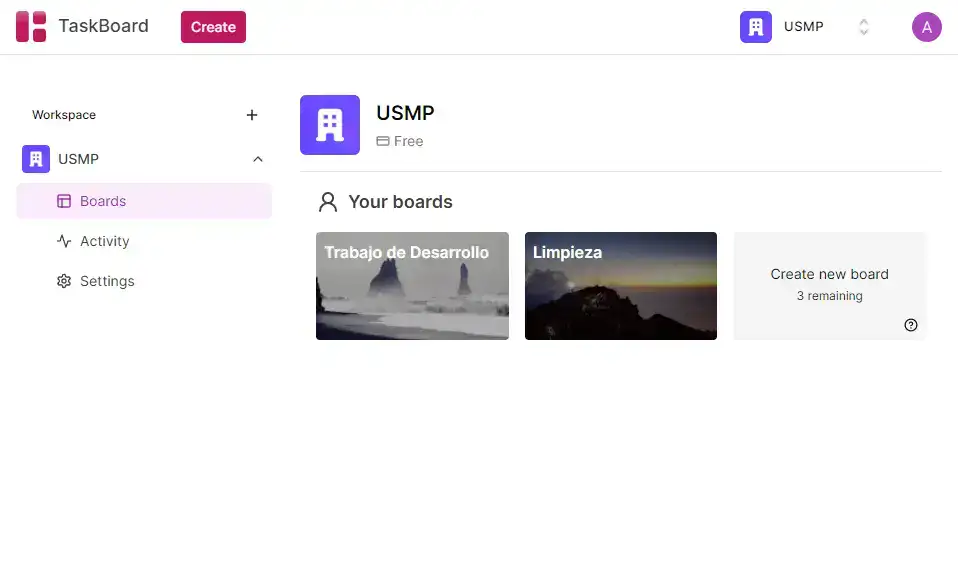 TaskBoard
Create
USMP
A
Workspace
USMP
Boards
Activity
Settings
USMP
Free
Your boards
Trabajo de Desarrollo
Limpieza
Create new board
3 remaining